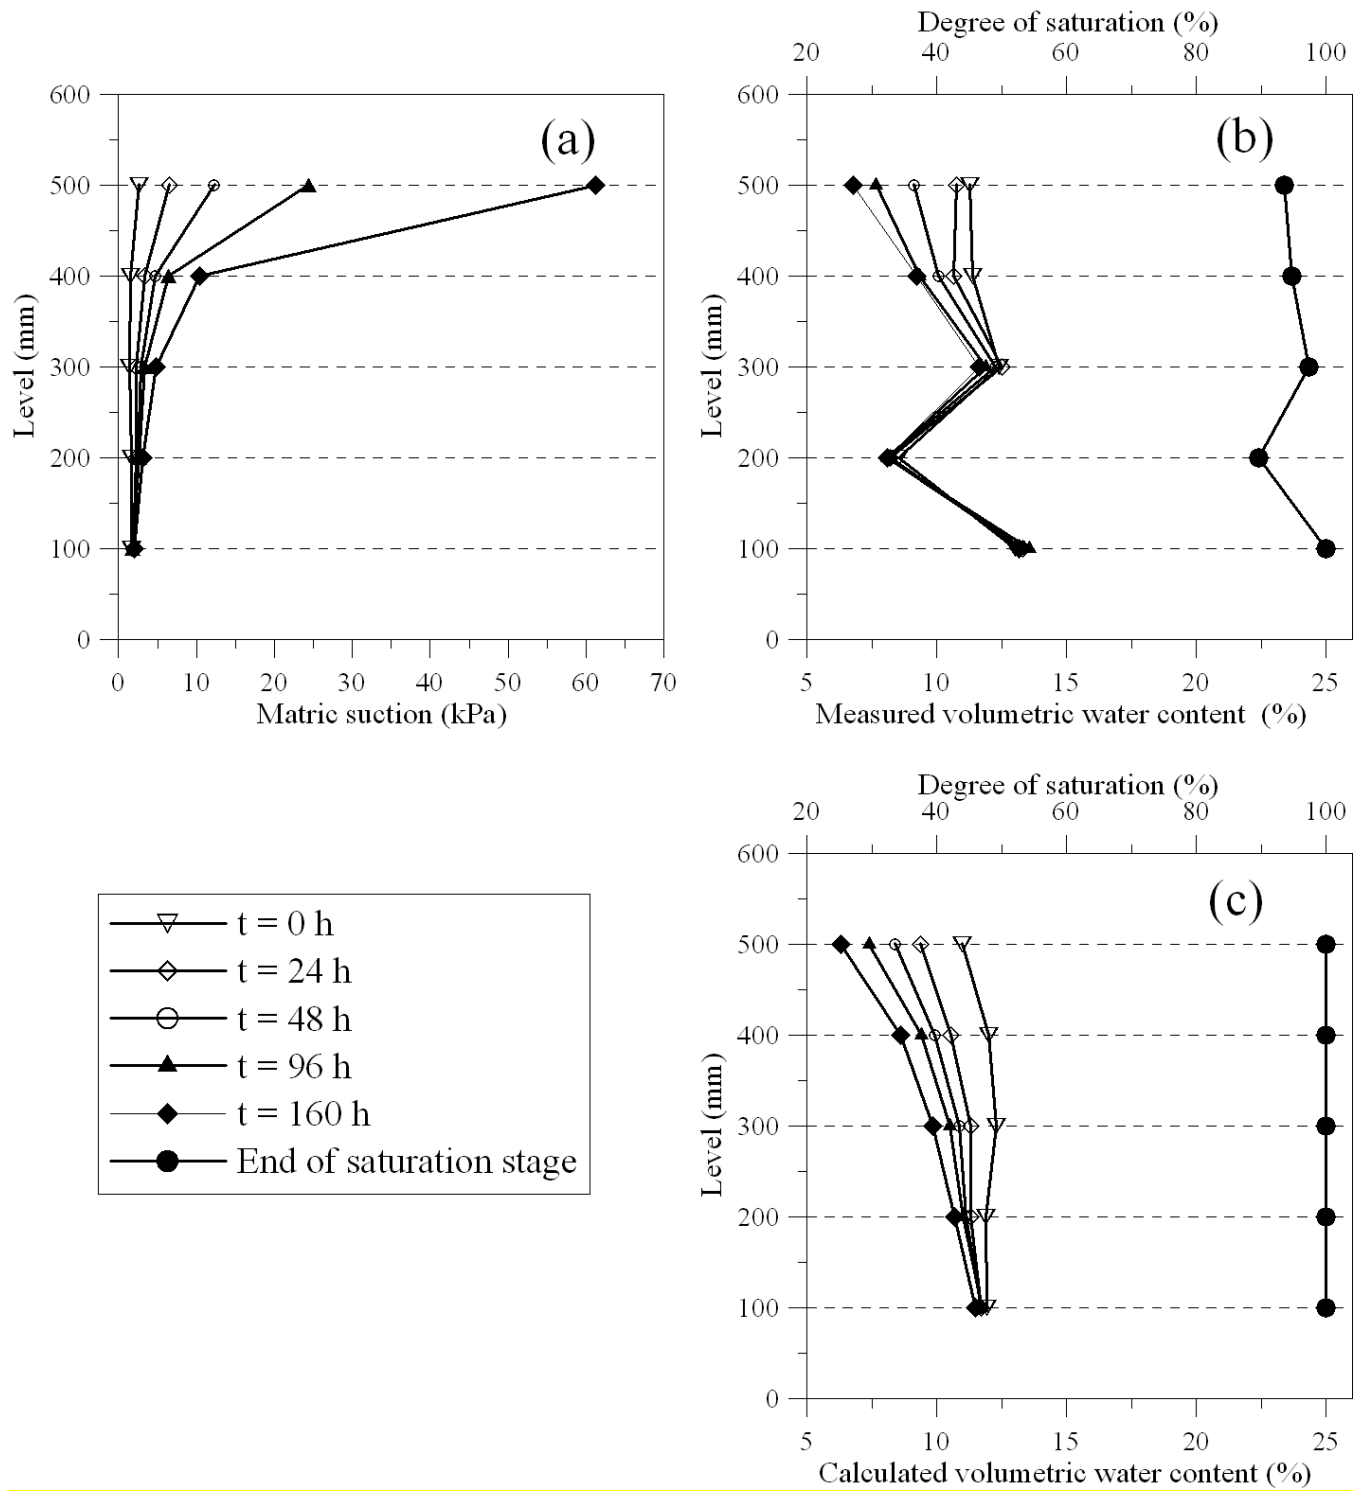 600
500
400
300
200
100
0
Level (mm)
(a)
0 10 20 30 40 50 60 70
Matric suction (kPa)
Degree of saturation (%)
20 40 60 80 100
600
500
400
300
200
100
0
Level (mm)
(b)
5 10 15 20 25
Measured volumetric water content (%)
t = 0 h
t = 24 h
t = 48 h
t = 96 h
t = 160 h
End of saturation stage
Degree of saturation (%)
20 40 60 80 100
600
500
400
300
200
100
0
Level (mm)
(c)
5 10 15 20 25
Calculated volumetric water content (%)